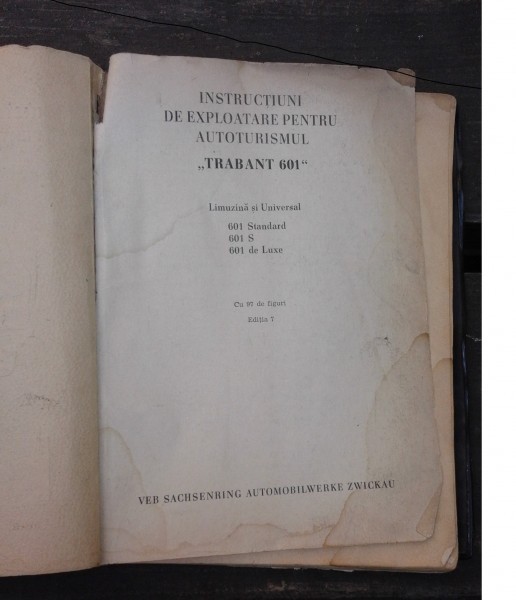 INSTRUCTIUNI
DE EXPLOATARE PENTRU
AUTOTURISMUL
„TRABANT 601“
Limuzină și Universal
601 Standard
601 S
601 de Luxe
Cu 97 de figuri
Ediția 7
VEB SACHSENRING AUTOMOBILWERKE ZWICKAU